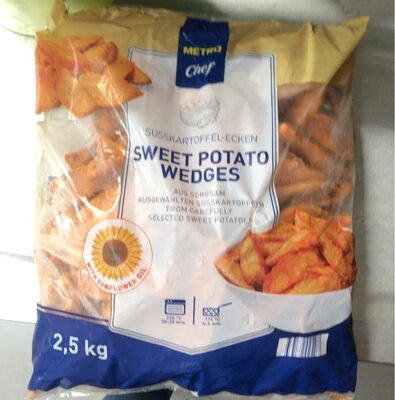 METRO
Chef
SÜSSKARTOFFEL-ECKEN
SWEET POTATO
WEDGES
AUS SORGSAM
AUSGEWÄHLTEN SÜSSKARTOFFELN
FROM CAREFULLY
SELECTED SWEET POTATOES
WITH SUNFLOWER OIL
2,5 kg